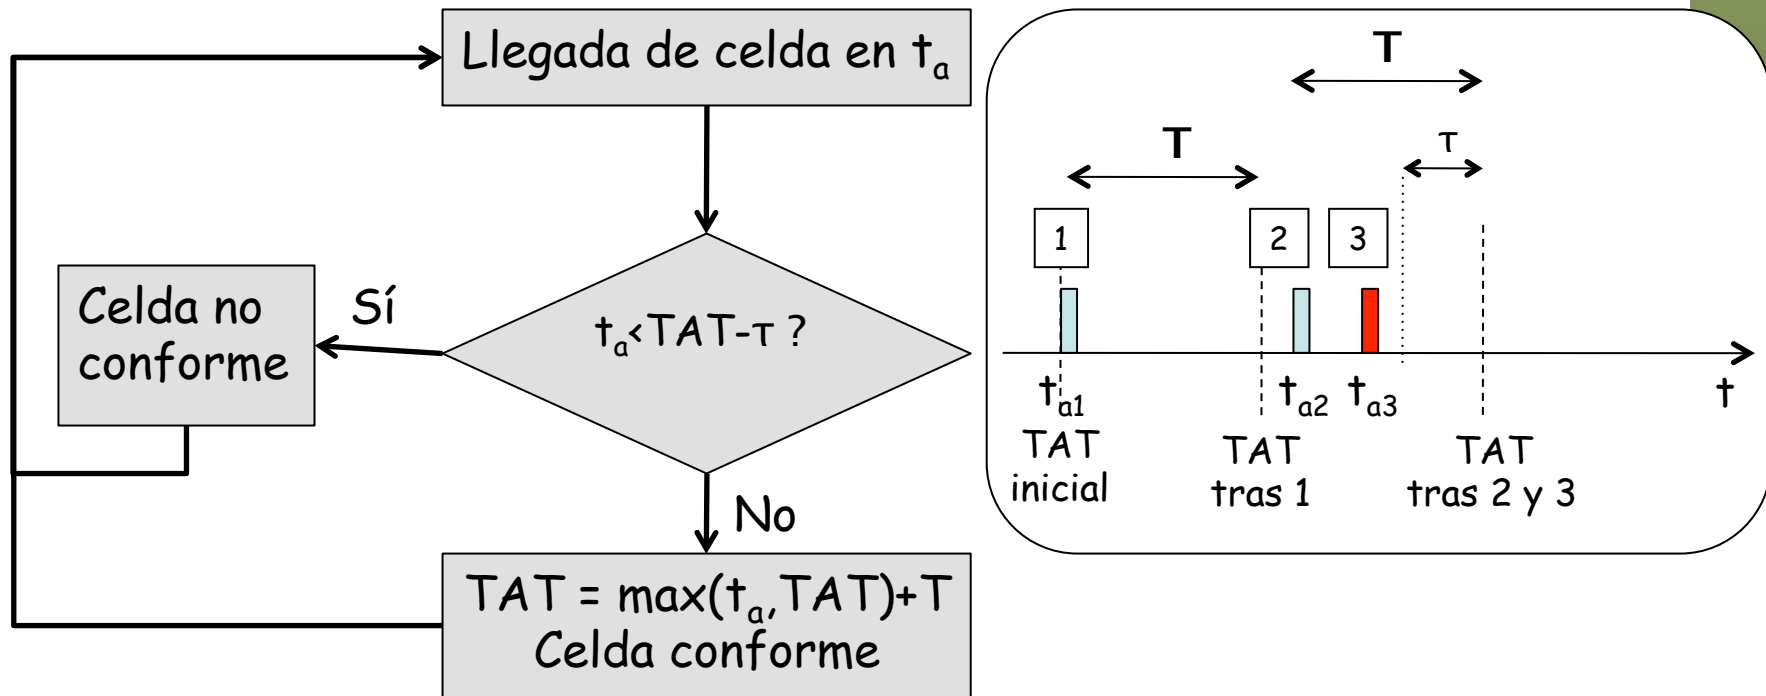 Llegada de celda en tₐ
Celda no
conforme
Sí
tₐ<TAT-τ ?
No
TAT = max(tₐ,TAT)+T
Celda conforme
T
T
τ
1
2
3
tₐ₁
tₐ₂
tₐ₃
t
TAT
inicial
TAT
tras 1
TAT
tras 2 y 3